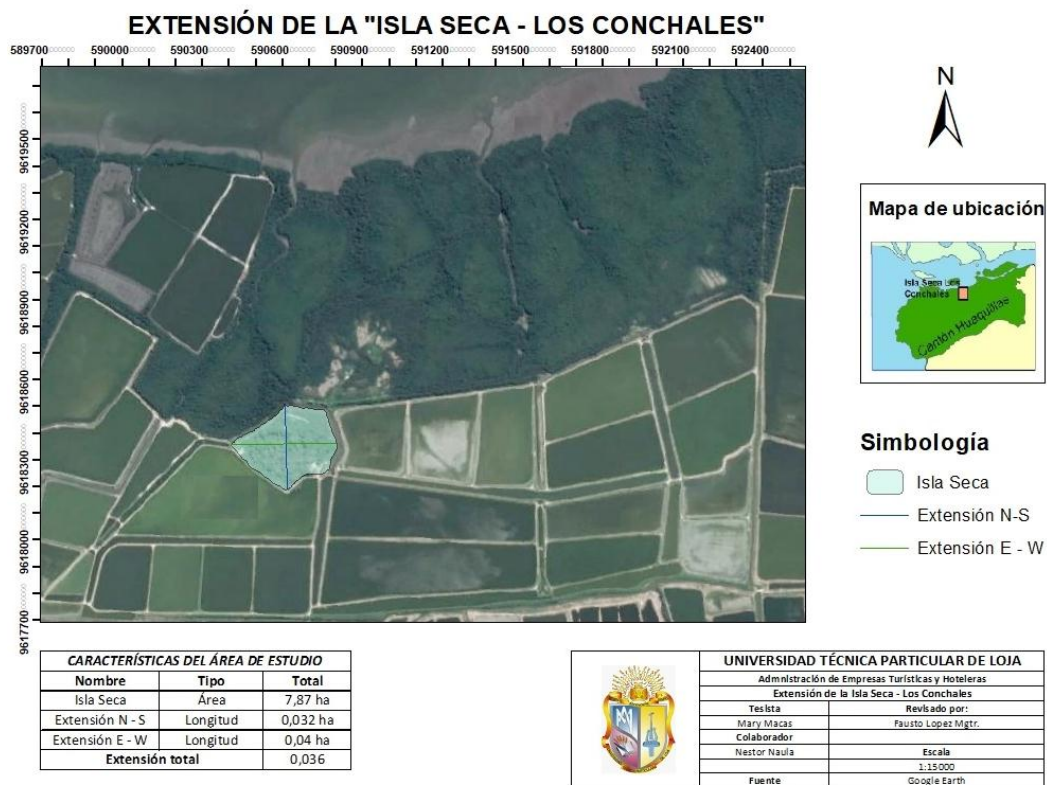 EXTENSIÓN DE LA "ISLA SECA - LOS CONCHALES"
589700 590000 590300 590600 590900 591200 591500 591800 592100 592400
9619500
9619200
9618900
9618600
9618300
9618000
9617700
N
Mapa de ubicación
Isla Seca Los
Conchales
Cantón Huaquillas
Simbología
Isla Seca
Extensión N-S
Extensión E - W
CARACTERÍSTICAS DEL ÁREA DE ESTUDIO
Nombre Tipo Total
Isla Seca Área 7,87 ha
Extensión N - S Longitud 0,032 ha
Extensión E - W Longitud 0,04 ha
Extensión total 0,036
UNIVERSIDAD TÉCNICA PARTICULAR DE LOJA
Admnistración de Empresas Turísticas y Hoteleras
Extensión de la Isla Seca - Los Conchales
Tesista Revisado por:
Mary Macas Fausto Lopez Mgtr.
Colaborador
Nestor Naula Escala
1:15000
Fuente Google Earth